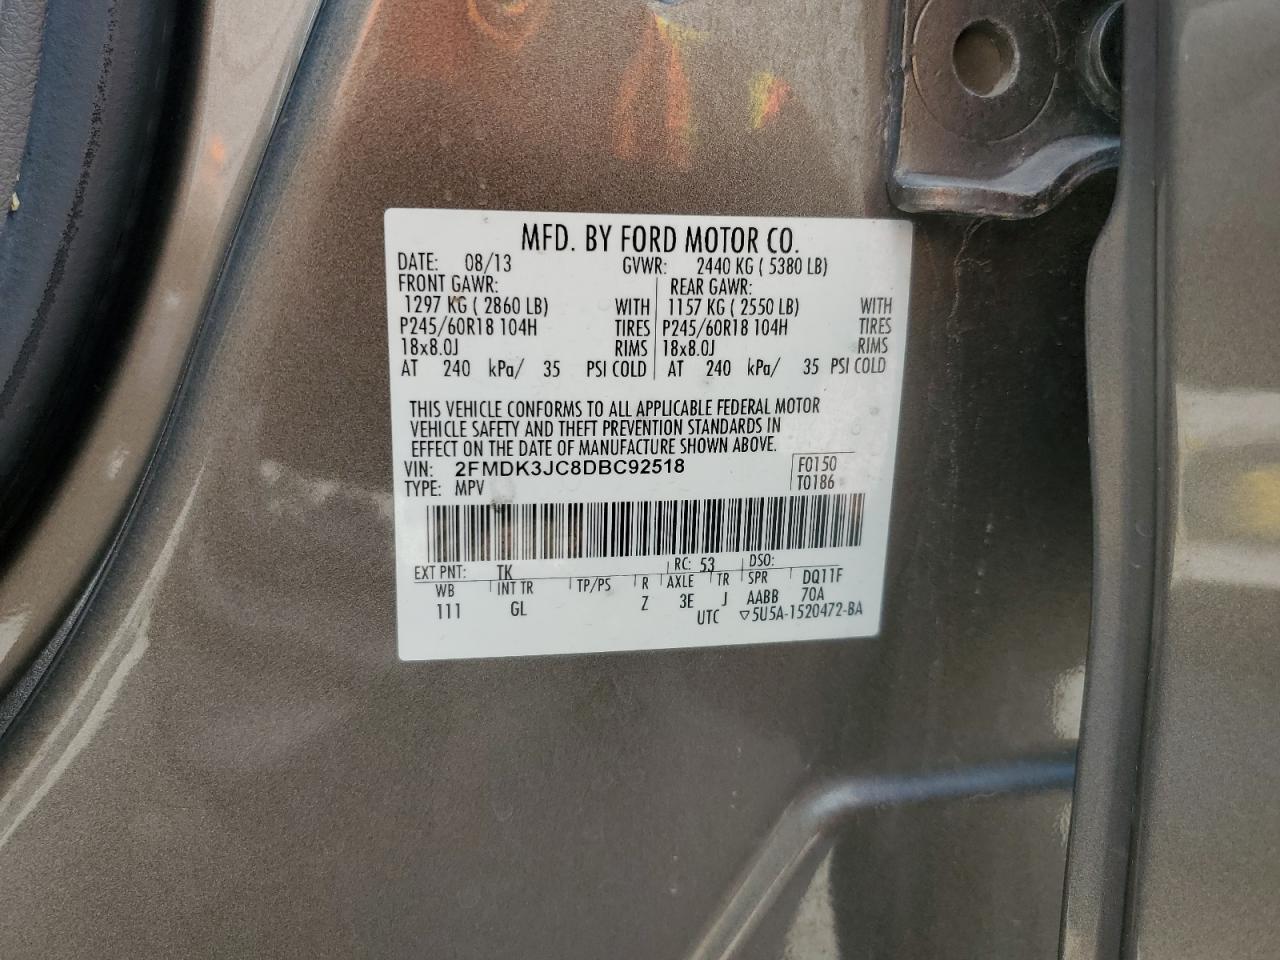 MFD. BY FORD MOTOR CO.
DATE: 08/13 GVWR: 2440 KG ( 5380 LB)
FRONT GAWR: REAR GAWR:
1297 KG ( 2860 LB) WITH 1157 KG ( 2550 LB) WITH
P245/60R18 104H TIRES P245/60R18 104H TIRES
18x8.0J RIMS 18x8.0J RIMS
AT 240 kPa/ 35 PSI COLD AT 240 kPa/ 35 PSI COLD
THIS VEHICLE CONFORMS TO ALL APPLICABLE FEDERAL MOTOR
VEHICLE SAFETY AND THEFT PREVENTION STANDARDS IN
EFFECT ON THE DATE OF MANUFACTURE SHOWN ABOVE.
VIN: 2FMDK3JC8DBC92518 F0150
TYPE: MPV T0186
EXT PNT: TK RC: 53 DSO:
WB INT TR TP/PS R AXLE TR SPR DQ11F
111 GL Z 3E J AABB 70A
UTC ▽5U5A-1520472-BA